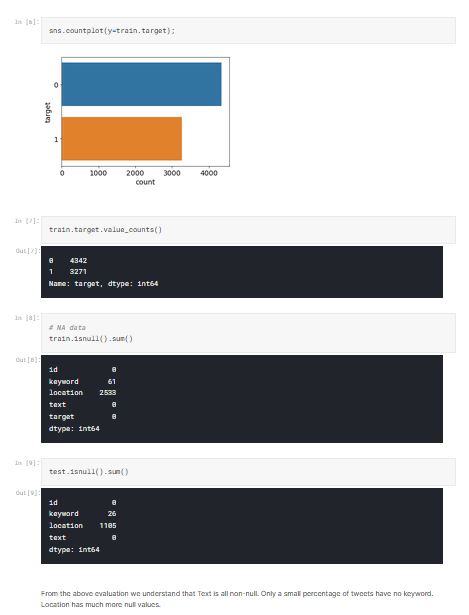 In [6]:
sns.countplot(y=train.target);
target
0
1
0 1000 2000 3000 4000
count
In [7]:
train.target.value_counts()
Out[7]:
0 4342
1 3271
Name: target, dtype: int64
In [8]:
# NA data
train.isnull().sum()
Out[8]:
id 0
keyword 61
location 2533
text 0
target 0
dtype: int64
In [9]:
test.isnull().sum()
Out[9]:
id 0
keyword 26
location 1105
text 0
dtype: int64
From the above evaluation we understand that Text is all non-null. Only a small percentage of tweets have no keyword.
Location has much more null values.